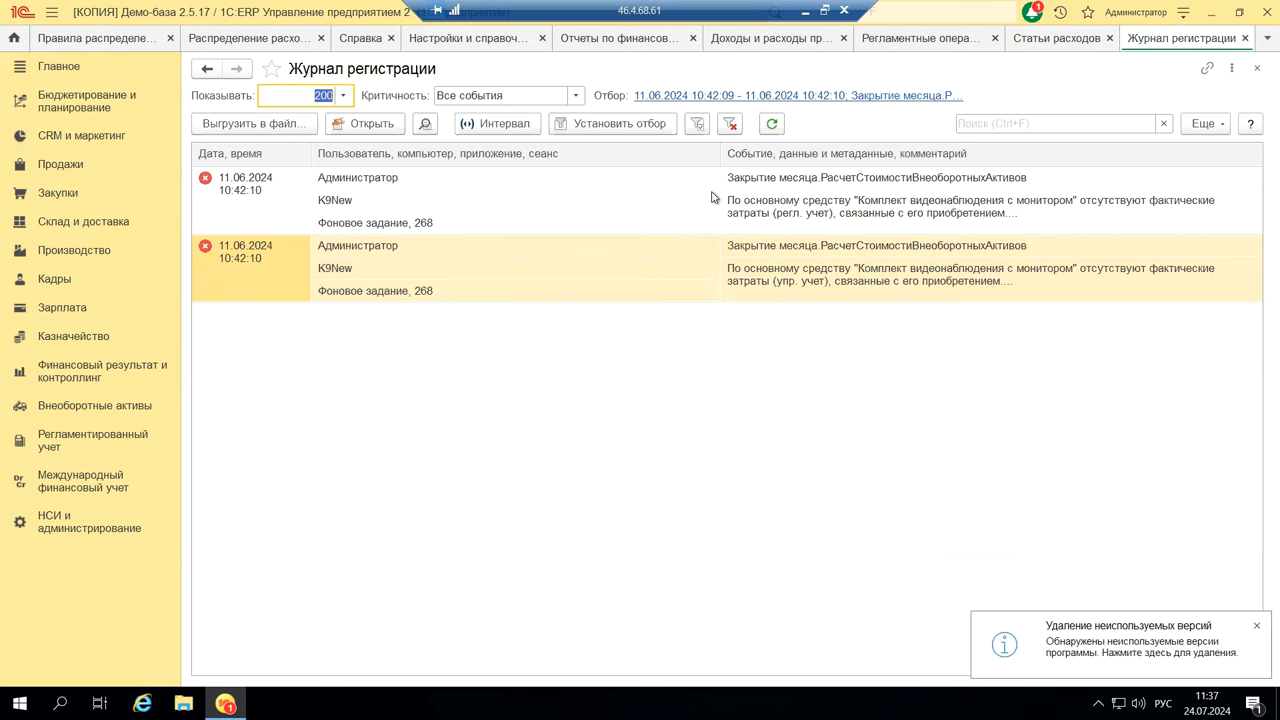 [КОПИЯ] Демо-база 2.5.17 / 1С:ERP Управление предприятием 2
46.4.68.61
Администратор
Правила распределе...
Распределение расхо...
Справка
Настройки и справоч...
Отчеты по финансов...
Доходы и расходы пр...
Регламентные опера...
Статьи расходов
Журнал регистрации
Главное
Бюджетирование и
планирование
CRM и маркетинг
Продажи
Закупки
Склад и доставка
Производство
Кадры
Зарплата
Казначейство
Финансовый результат и
контроллинг
Внеоборотные активы
Регламентированный
учет
Международный
финансовый учет
НСИ и
администрирование
Журнал регистрации
Показывать: 200 Критичность: Все события Отбор: 11.06.2024 10:42:09 - 11.06.2024 10:42:10; Закрытие месяца.Р...
Выгрузить в файл... Открыть Интервал Установить отбор Поиск (Ctrl+F) Еще ?
Дата, время Пользователь, компьютер, приложение, сеанс Событие, данные и метаданные, комментарий
11.06.2024 Администратор Закрытие месяца.РасчетСтоимостиВнеоборотныхАктивов
10:42:10
K9New По основному средству "Комплект видеонаблюдения с монитором" отсутствуют фактические
затраты (регл. учет), связанные с его приобретением....
Фоновое задание, 268
11.06.2024 Администратор Закрытие месяца.РасчетСтоимостиВнеоборотныхАктивов
10:42:10
K9New По основному средству "Комплект видеонаблюдения с монитором" отсутствуют фактические
затраты (упр. учет), связанные с его приобретением....
Фоновое задание, 268
Удаление неиспользуемых версий
Обнаружены неиспользуемые версии
программы. Нажмите здесь для удаления.
РУС
11:37
24.07.2024